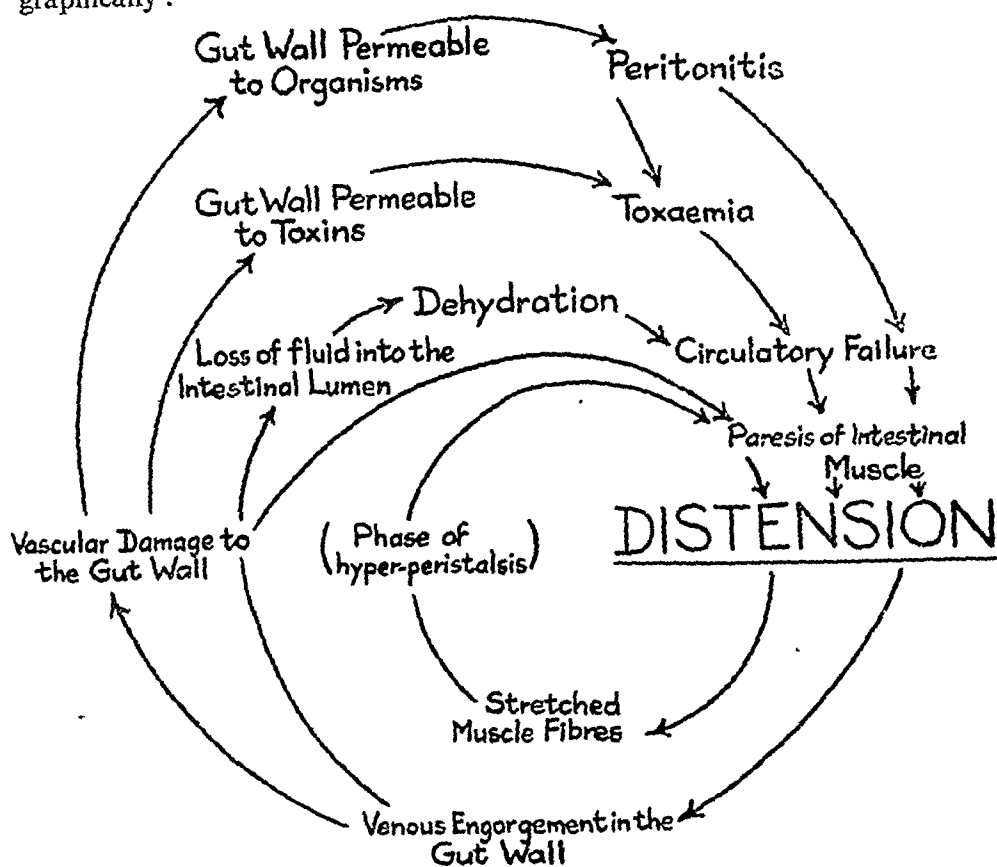 graphically :
Gut Wall Permeable
to Organisms
Peritonitis
Gut Wall Permeable
to Toxins
Toxaemia
Dehydration
Loss of fluid into the
Intestinal Lumen
Circulatory Failure
Paresis of Intestinal
Muscle
DISTENSION
Vascular Damage to
the Gut Wall
(Phase of
hyper-peristalsis)
Stretched
Muscle Fibres
Venous Engorgement in the
Gut Wall